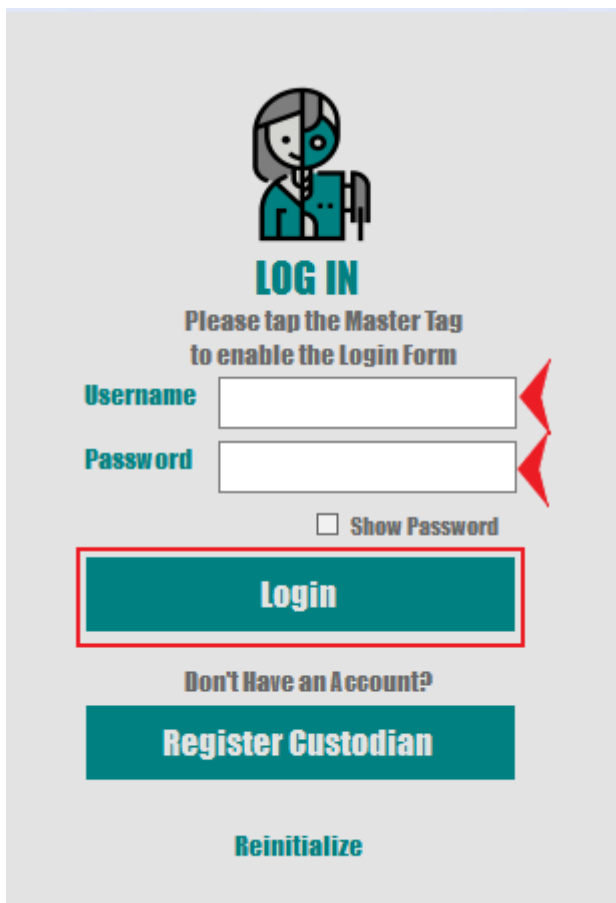 LOG IN
Please tap the Master Tag
to enable the Login Form
Username
Password
Show Password
Login
Don't Have an Account?
Register Custodian
Reinitialize